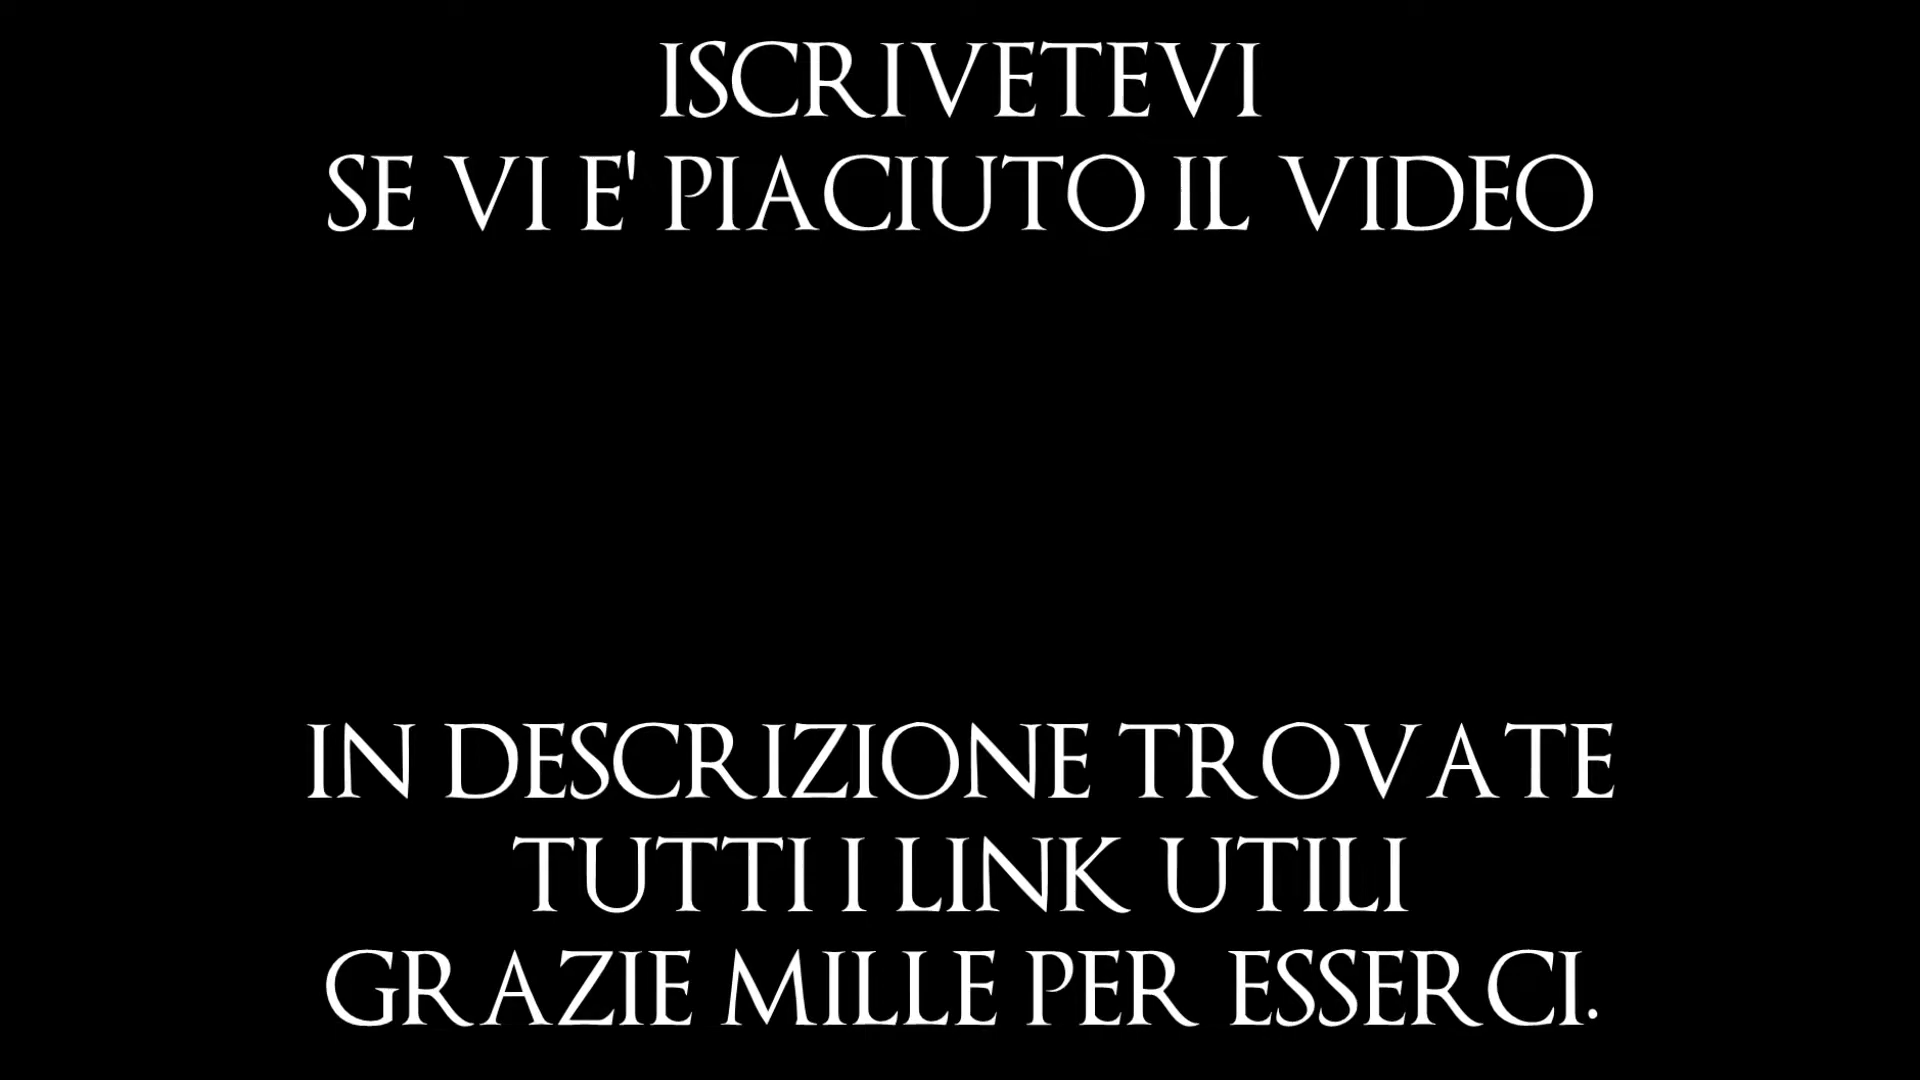 ISCRIVETEVI
SE VI E' PIACIUTO IL VIDEO
IN DESCRIZIONE TROVATE
TUTTI I LINK UTILI
GRAZIE MILLE PER ESSERCI.